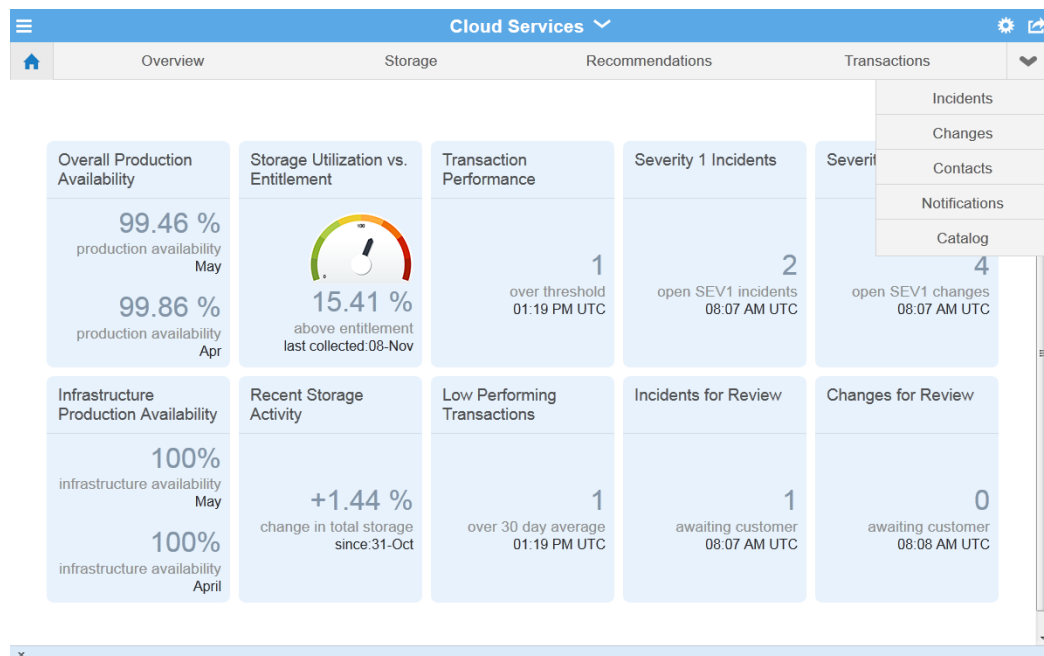 Cloud Services
Overview
Storage
Recommendations
Transactions
Incidents
Changes
Contacts
Notifications
Catalog
Overall Production
Availability
99.46 %
production availability
May
99.86 %
production availability
Apr
Storage Utilization vs.
Entitlement
100
0
15.41 %
above entitlement
last collected:08-Nov
Transaction
Performance
1
over threshold
01:19 PM UTC
Severity 1 Incidents
2
open SEV1 incidents
08:07 AM UTC
Severit
4
open SEV1 changes
08:07 AM UTC
Infrastructure
Production Availability
100%
infrastructure availability
May
100%
infrastructure availability
April
Recent Storage
Activity
+1.44 %
change in total storage
since:31-Oct
Low Performing
Transactions
1
over 30 day average
01:19 PM UTC
Incidents for Review
1
awaiting customer
08:07 AM UTC
Changes for Review
0
awaiting customer
08:08 AM UTC
x